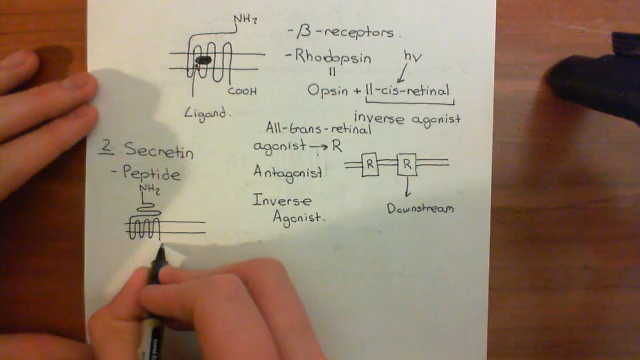 NH2
COOH
Ligand.
- β-receptors.
- Rhodopsin
hν
=
Opsin + 11-cis-retinal
inverse agonist
All-trans-retinal
agonist → R
Antagonist
Inverse
Agonist.
R
R
Downstream
2 Secretin
- Peptide
NH2